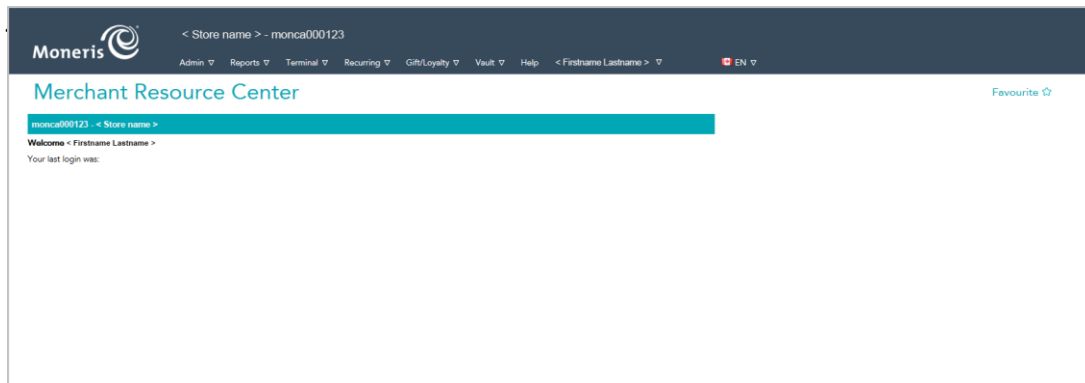 Moneris
< Store name > - monca000123
Admin ▽ Reports ▽ Terminal ▽ Recurring ▽ Gift/Loyalty ▽ Vault ▽ Help < Firstname Lastname > ▽ EN ▽
Merchant Resource Center
Favourite ☆
monca000123 - < Store name >
Welcome < Firstname Lastname >
Your last login was: